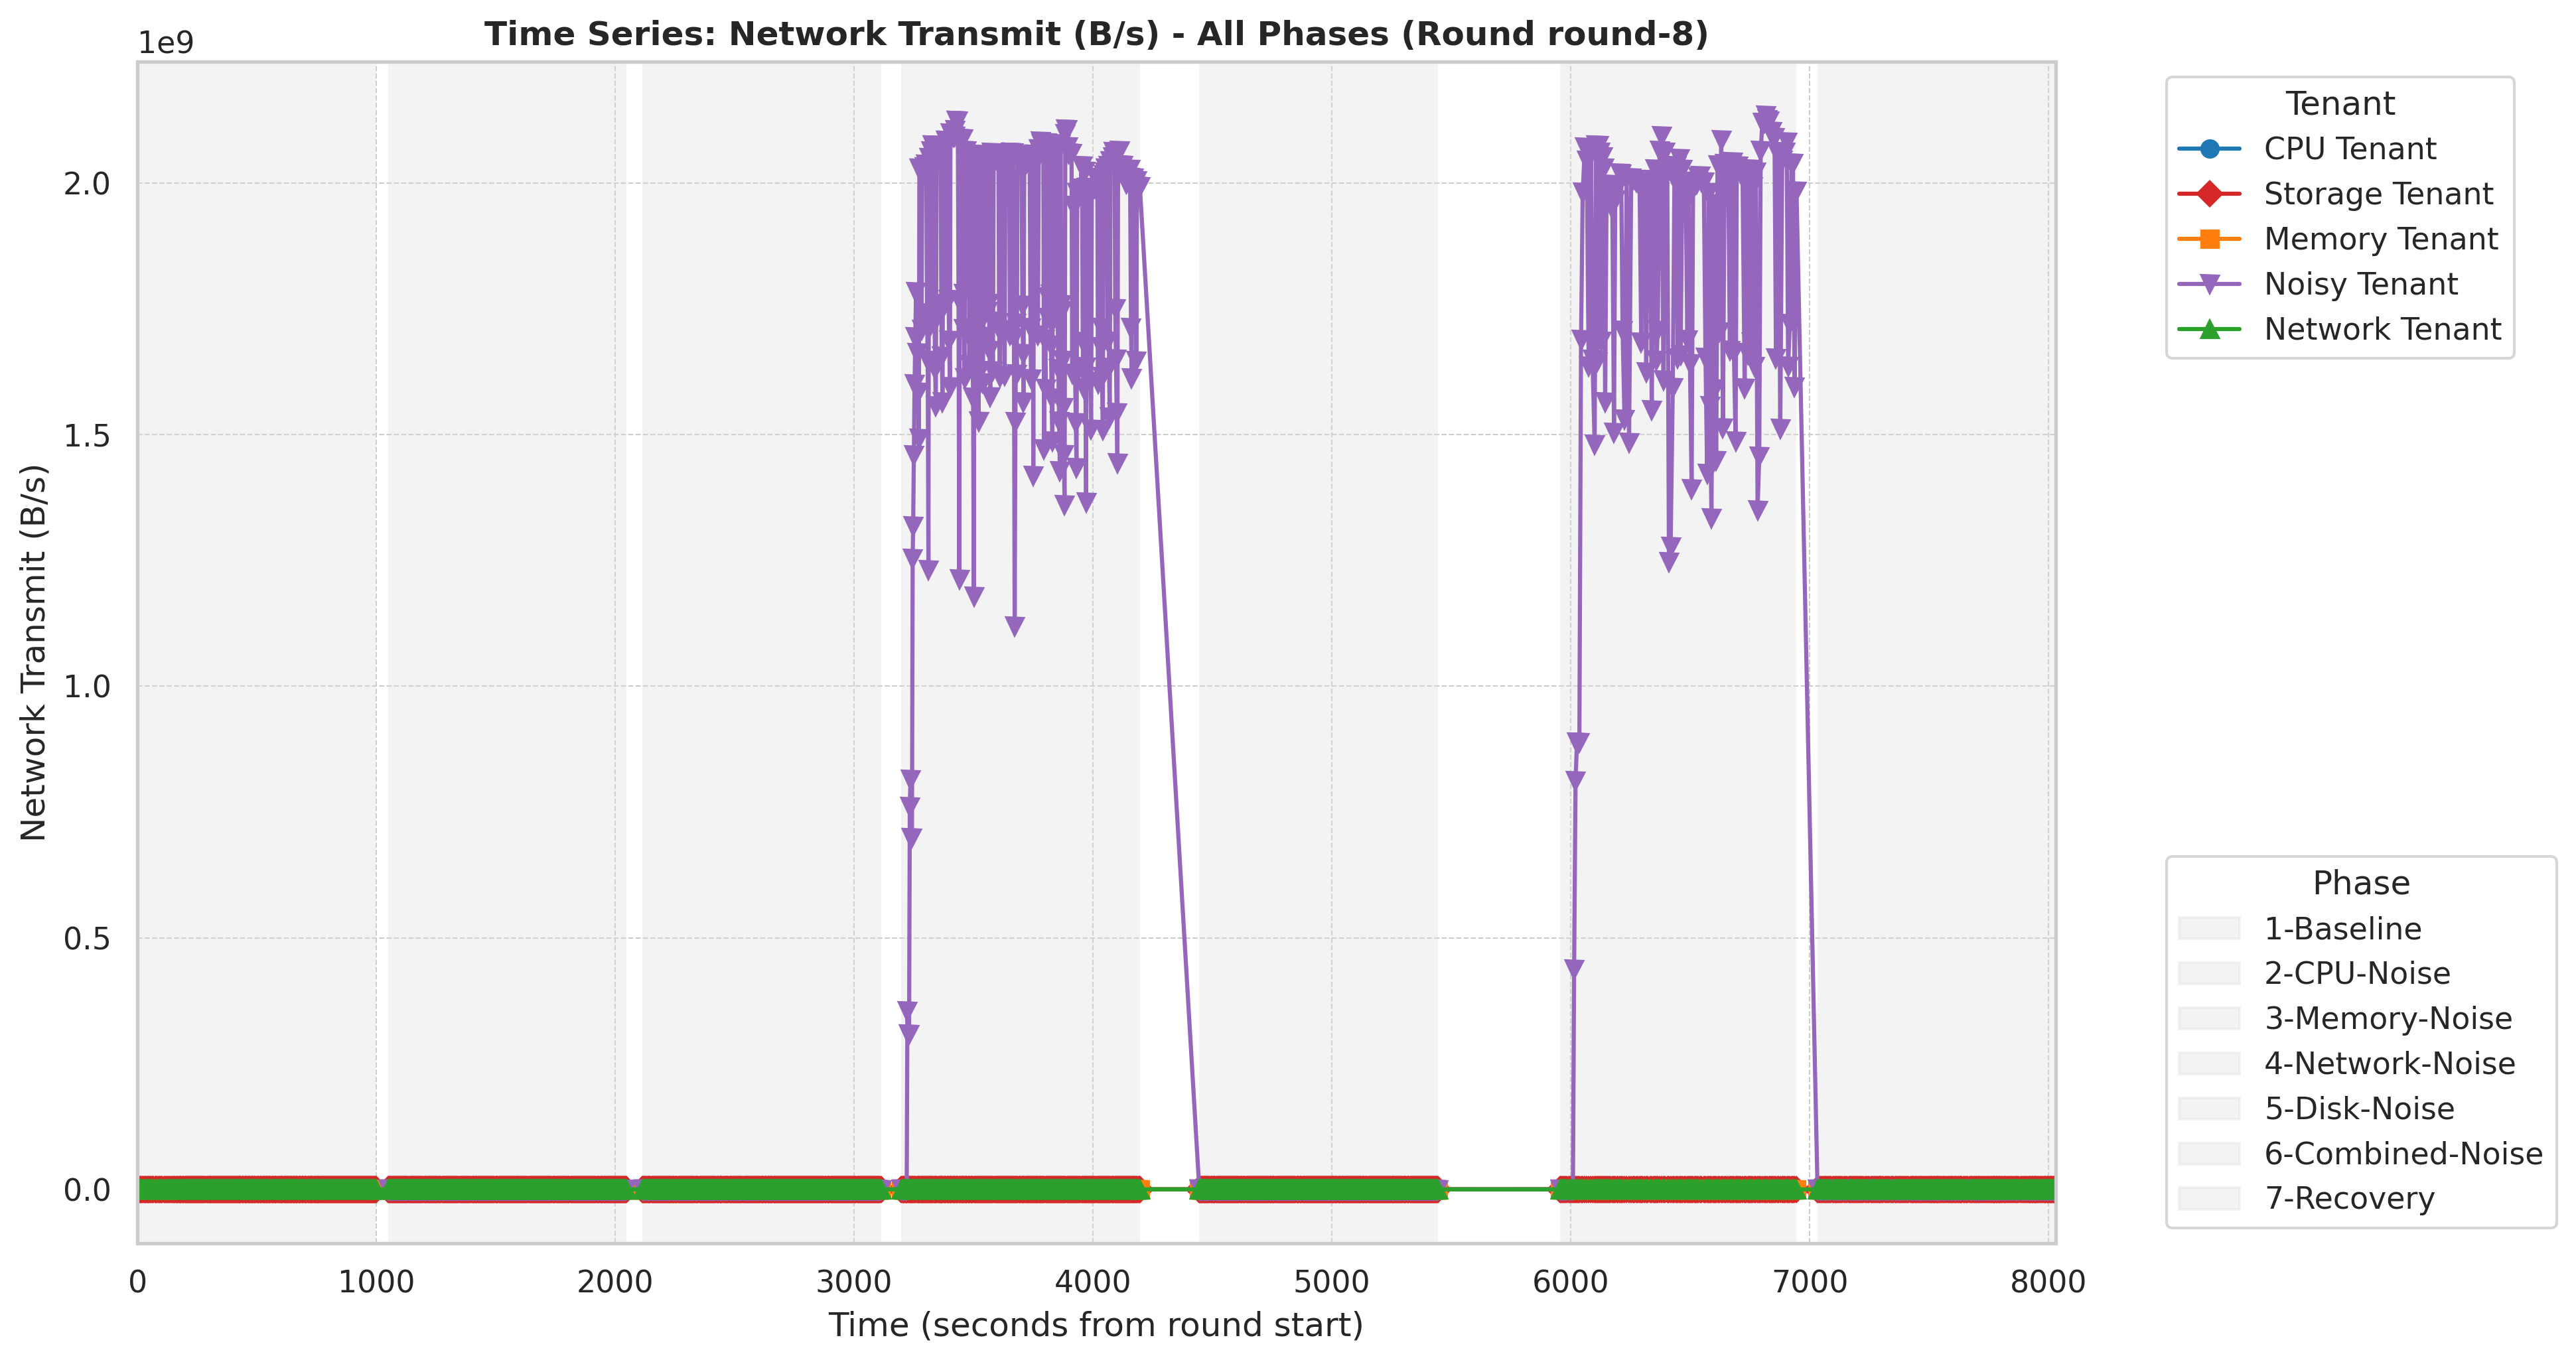 Time Series: Network Transmit (B/s) - All Phases (Round round-8)
1e9
Network Transmit (B/s)
2.0
1.5
1.0
0.5
0.0
0 1000 2000 3000 4000 5000 6000 7000 8000
Time (seconds from round start)
Tenant
CPU Tenant
Storage Tenant
Memory Tenant
Noisy Tenant
Network Tenant
Phase
1-Baseline
2-CPU-Noise
3-Memory-Noise
4-Network-Noise
5-Disk-Noise
6-Combined-Noise
7-Recovery